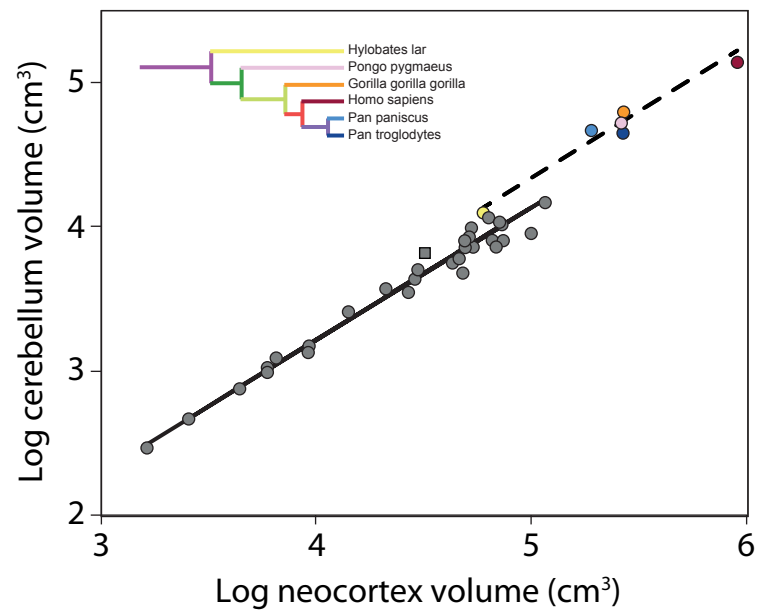 Hylobates lar
Pongo pygmaeus
Gorilla gorilla gorilla
Homo sapiens
Pan paniscus
Pan troglodytes
Log cerebellum volume (cm³)
5
4
3
2
3 4 5 6
Log neocortex volume (cm³)